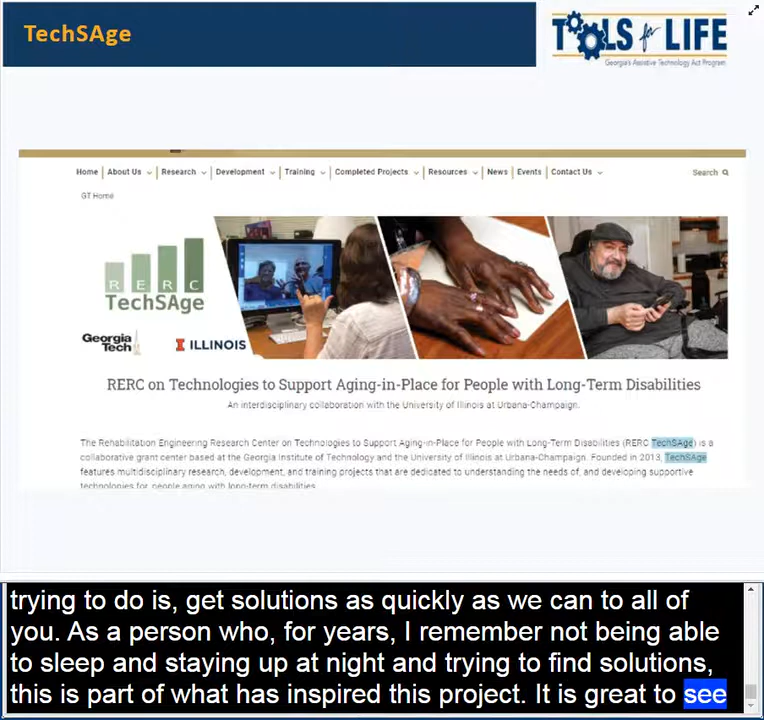 TechSAge
TOOLS for LIFE
Georgia's Assistive Technology Act Program
Home About Us Research Development Training Completed Projects Resources News Events Contact Us Search
GT Home
RERC
TechSAge
Georgia Tech
ILLINOIS
RERC on Technologies to Support Aging-in-Place for People with Long-Term Disabilities
An interdisciplinary collaboration with the University of Illinois at Urbana-Champaign.
The Rehabilitation Engineering Research Center on Technologies to Support Aging-in-Place for People with Long-Term Disabilities (RERC TechSAge) is a
collaborative grant center based at the Georgia Institute of Technology and the University of Illinois at Urbana-Champaign. Founded in 2013, TechSAge
features multidisciplinary research, development, and training projects that are dedicated to understanding the needs of, and developing supportive
technologies for, people aging with long-term disabilities.
trying to do is, get solutions as quickly as we can to all of
you. As a person who, for years, I remember not being able
to sleep and staying up at night and trying to find solutions,
this is part of what has inspired this project. It is great to see